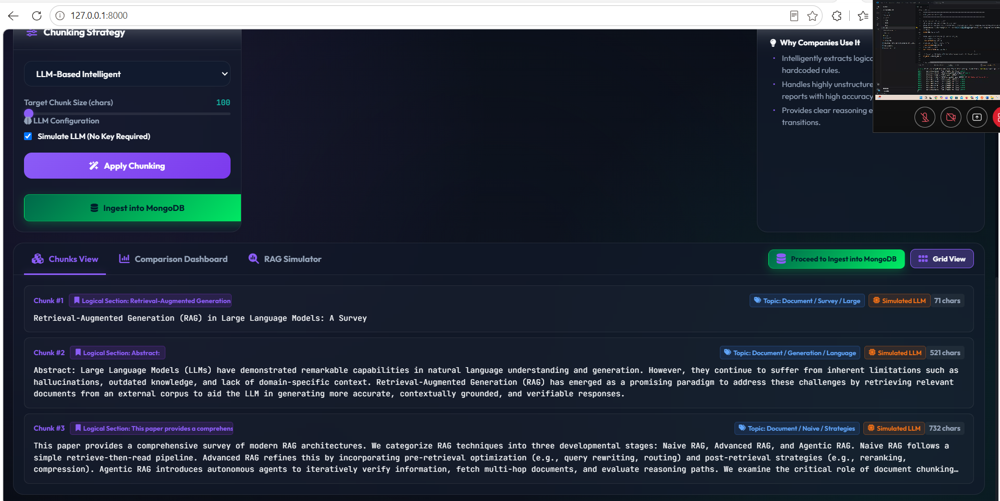 127.0.0.1:8000
Chunking Strategy
LLM-Based Intelligent
Target Chunk Size (chars) 100
LLM Configuration
Simulate LLM (No Key Required)
Apply Chunking
Ingest into MongoDB
Why Companies Use It
Intelligently extracts
hardcoded rules.
Handles highly
reports with high accuracy
Provides clear reasoning
transitions.
Chunks View Comparison Dashboard RAG Simulator Proceed to Ingest into MongoDB Grid View
Chunk #1 Logical Section: Retrieval-Augmented Generation Topic: Document / Survey / Large Simulated LLM 71 chars
Retrieval-Augmented Generation (RAG) in Large Language Models: A Survey
Chunk #2 Logical Section: Abstract: Topic: Document / Generation / Language Simulated LLM 521 chars
Abstract: Large Language Models (LLMs) have demonstrated remarkable capabilities in natural language understanding and generation. However, they continue to suffer from inherent limitations such as
hallucinations, outdated knowledge, and lack of domain-specific context. Retrieval-Augmented Generation (RAG) has emerged as a promising paradigm to address these challenges by retrieving relevant
documents from an external corpus to aid the LLM in generating more accurate, contextually grounded, and verifiable responses.
Chunk #3 Logical Section: This paper provides a comprehens Topic: Document / Naive / Strategies Simulated LLM 732 chars
This paper provides a comprehensive survey of modern RAG architectures. We categorize RAG techniques into three developmental stages: Naive RAG, Advanced RAG, and Agentic RAG. Naive RAG follows a
simple retrieve-then-read pipeline. Advanced RAG refines this by incorporating pre-retrieval optimization (e.g., query rewriting, routing) and post-retrieval strategies (e.g., reranking,
compression). Agentic RAG introduces autonomous agents to iteratively verify information, fetch multi-hop documents, and evaluate reasoning paths. We examine the critical role of document chunking…